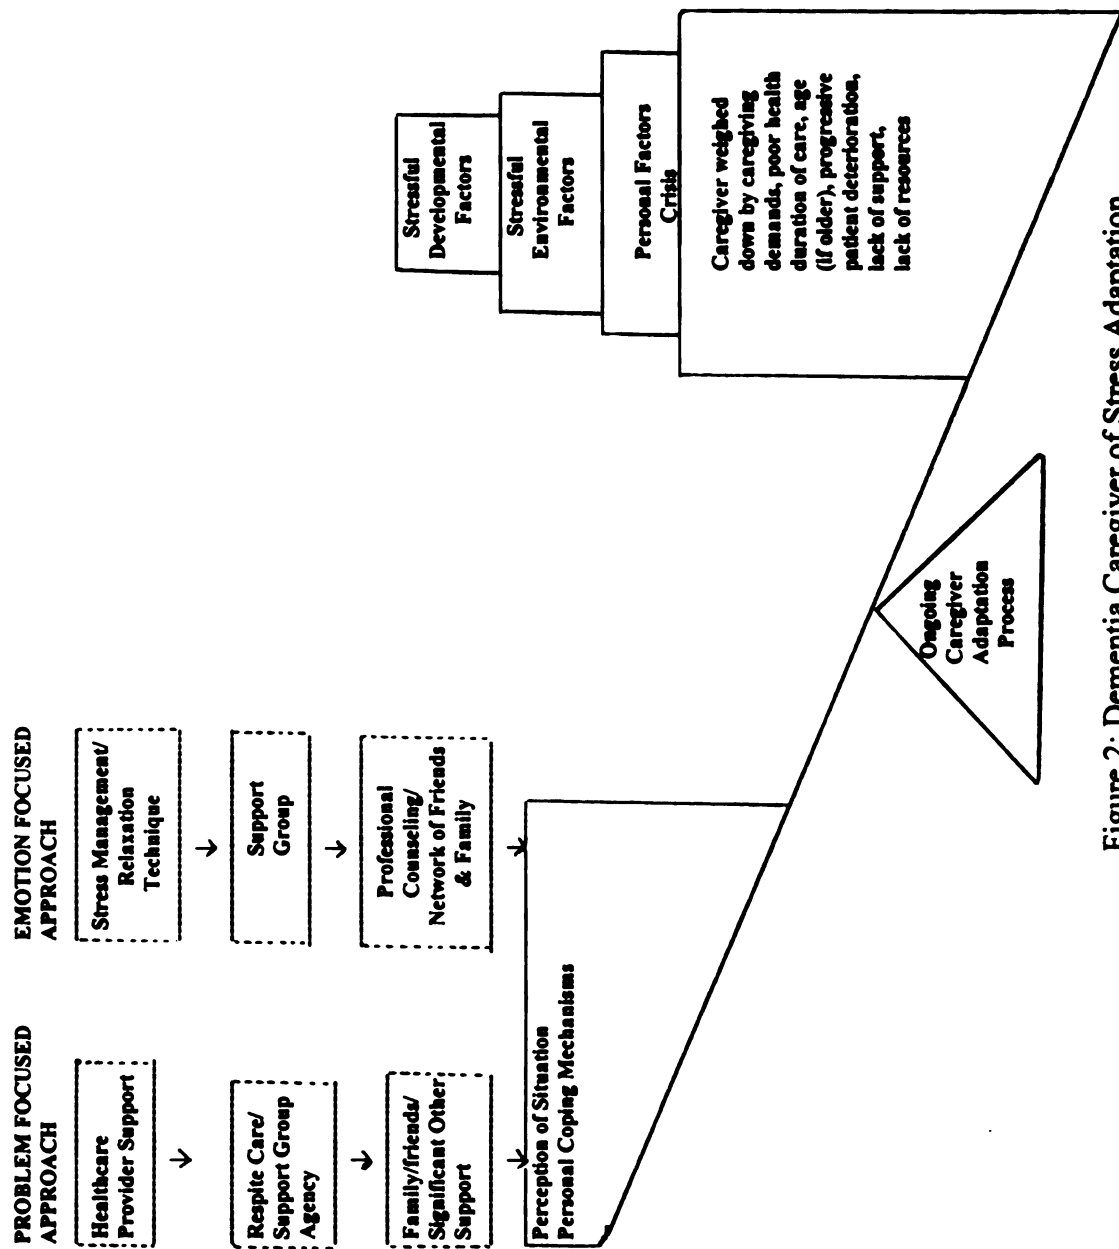 PROBLEM FOCUSED
APPROACH
Healthcare
Provider Support
Respite Care/
Support Group
Agency
Family/friends/
Significant Other
Support
EMOTION FOCUSED
APPROACH
Stress Management/
Relaxation
Technique
Support
Group
Professional
Counseling/
Network of Friends
& Family
Perception of Situation
Personal Coping Mechanisms
Stressful
Developmental
Factors
Stressful
Environmental
Factors
Personal Factors
Crisis
Caregiver weighed
down by caregiving
demands, poor health
duration of care, age
(if older), progressive
patient deterioration,
lack of support,
lack of resources
Ongoing
Caregiver
Adaptation
Process
Figure 2: Dementia Caregiver of Stress Adaptation